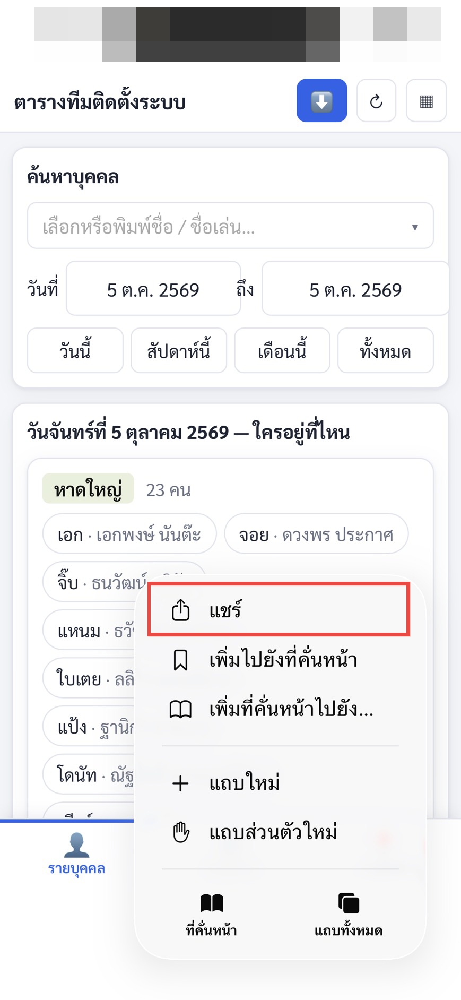 ตารางทีมติดตั้งระบบ
ค้นหาบุคคล
เลือกหรือพิมพ์ชื่อ / ชื่อเล่น...
วันที่ 5 ต.ค. 2569 ถึง 5 ต.ค. 2569
วันนี้ สัปดาห์นี้ เดือนนี้ ทั้งหมด
วันจันทร์ที่ 5 ตุลาคม 2569 — ใครอยู่ที่ไหน
หาดใหญ่ 23 คน
เอก · เอกพงษ์ นันต๊ะ จอย · ดวงพร ประกาศ
จิ๊บ · ธนวัฒน์
แหนม ·
ใบเตย ·
แป้ง ·
โดนัท ·
แชร์
เพิ่มไปยังที่คั่นหน้า
เพิ่มที่คั่นหน้าไปยัง...
แถบใหม่
แถบส่วนตัวใหม่
ที่คั่นหน้า แถบทั้งหมด
รายบุคคล